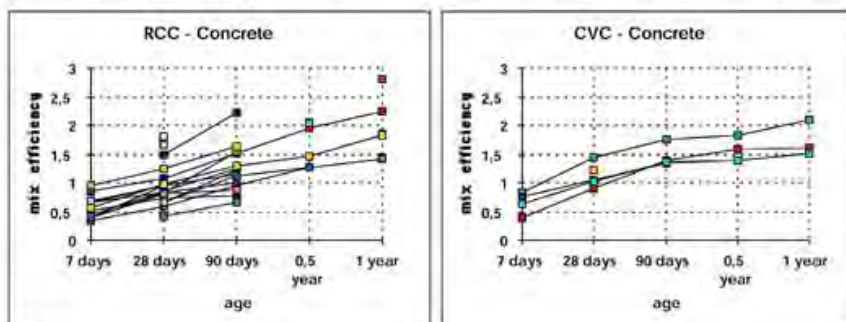 RCC - Concrete
3
2,5
2
1,5
1
0,5
0
mix efficiency
7 days 28 days 90 days 0,5 year 1 year
age
CVC - Concrete
3
2,5
2
1,5
1
0,5
0
mix efficiency
7 days 28 days 90 days 0,5 year 1 year
age